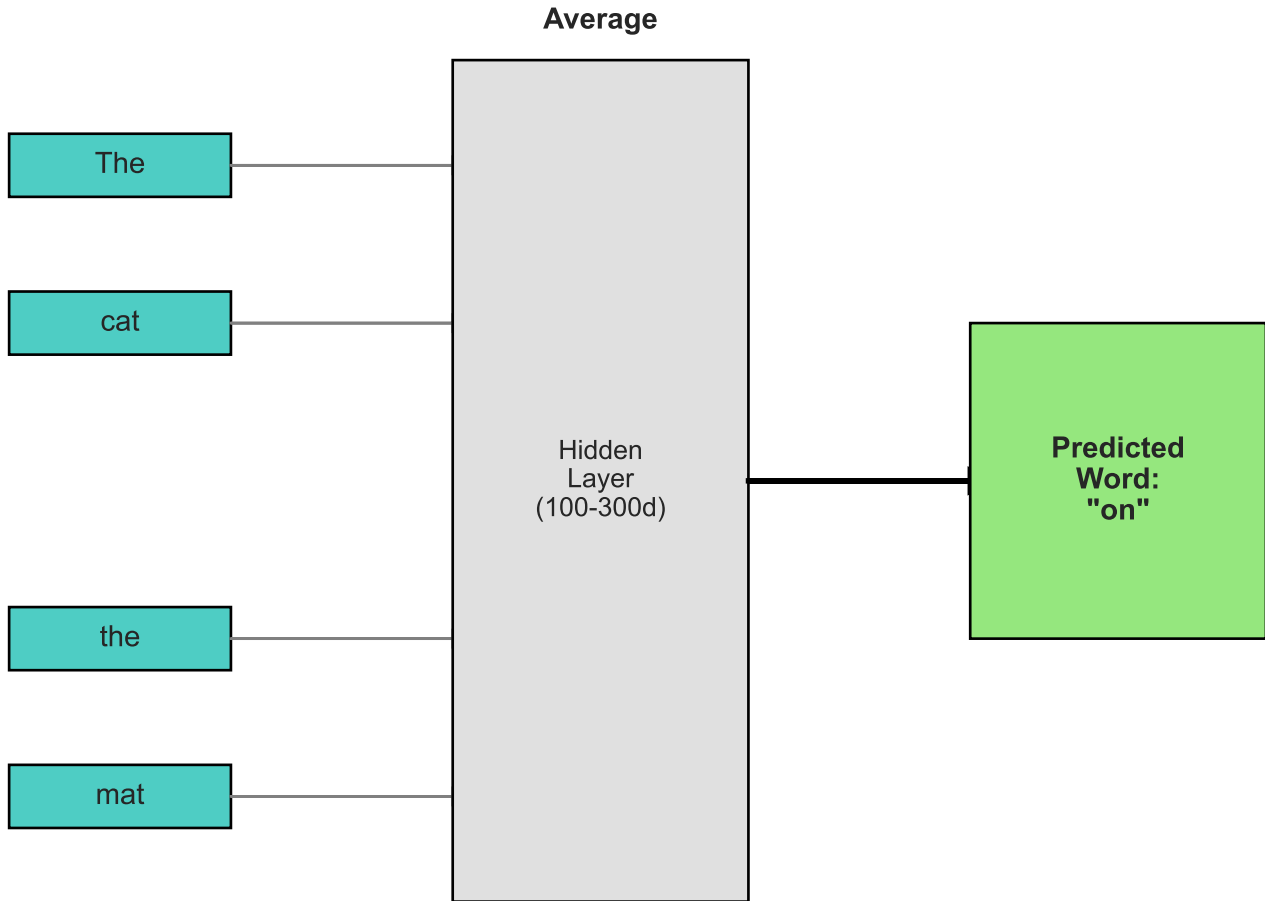 Average
The
cat
the
mat
Hidden
Layer
(100-300d)
Predicted
Word:
"on"